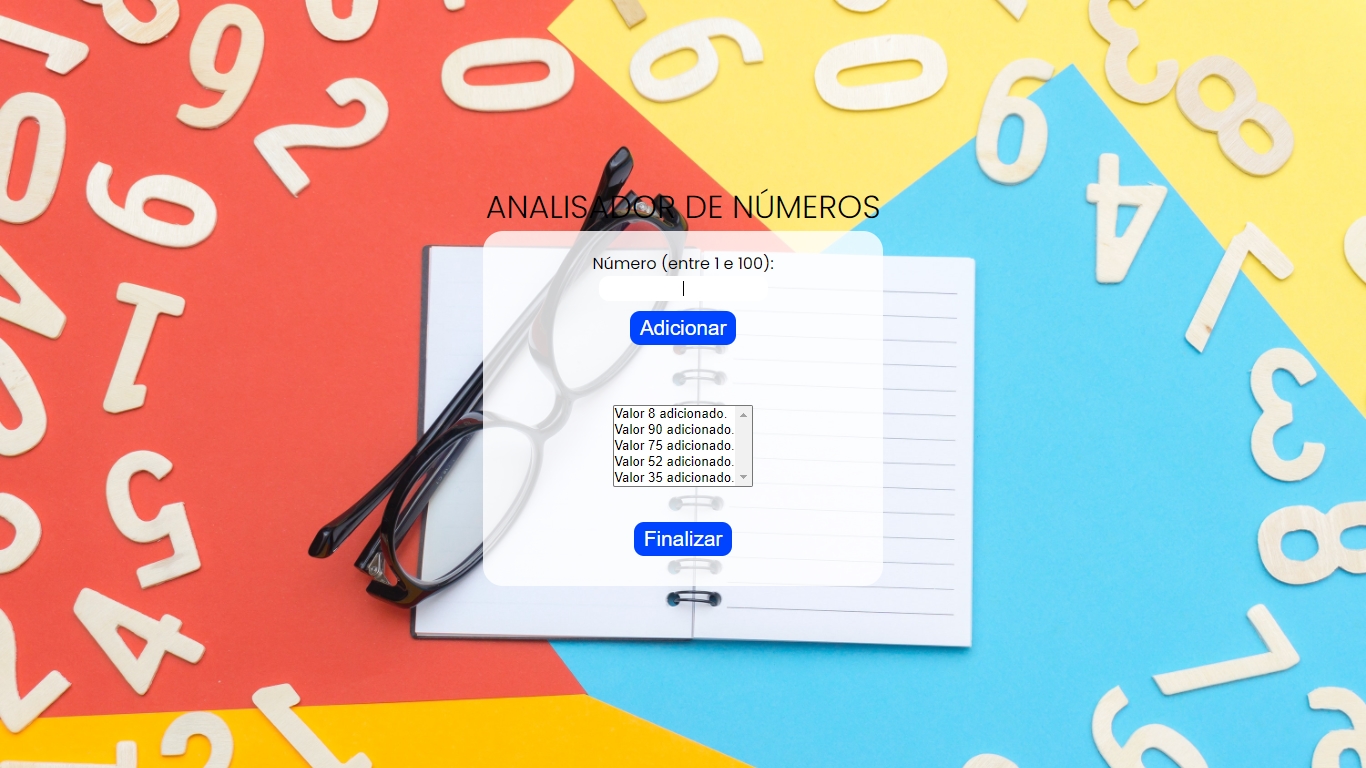 ANALISADOR DE NÚMEROS
Número (entre 1 e 100):
Adicionar
Valor 8 adicionado.
Valor 90 adicionado.
Valor 75 adicionado.
Valor 52 adicionado.
Valor 35 adicionado.
Finalizar